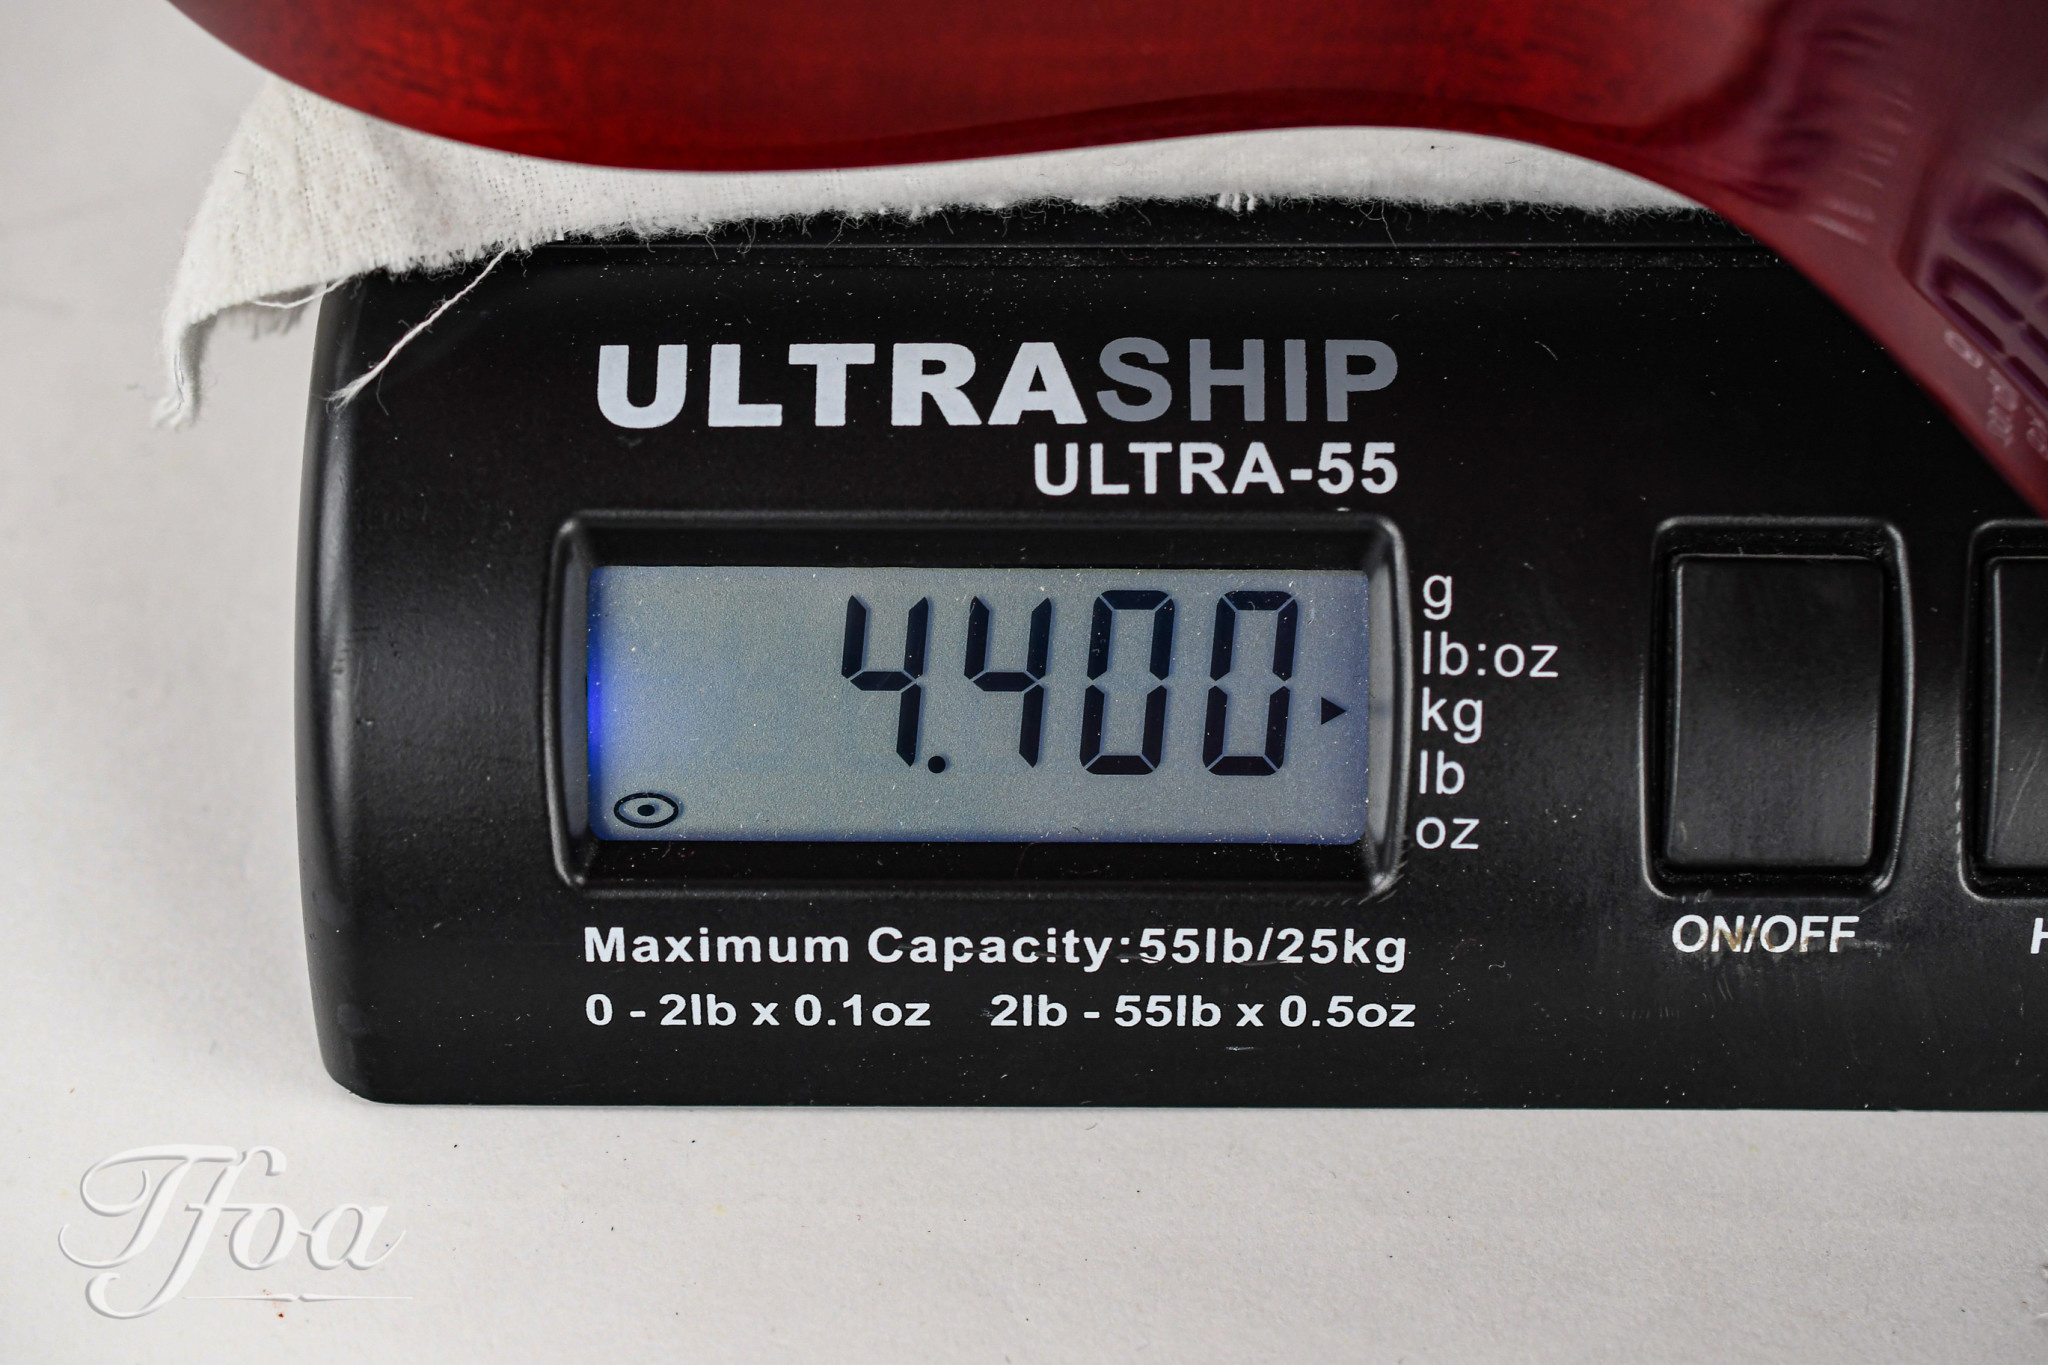 ULTRASHIP
ULTRA-55
4.400
g
lb:oz
kg
lb
oz
ON/OFF
Maximum Capacity:55lb/25kg
0 - 2lb x 0.1oz 2lb - 55lb x 0.5oz
Tfoa